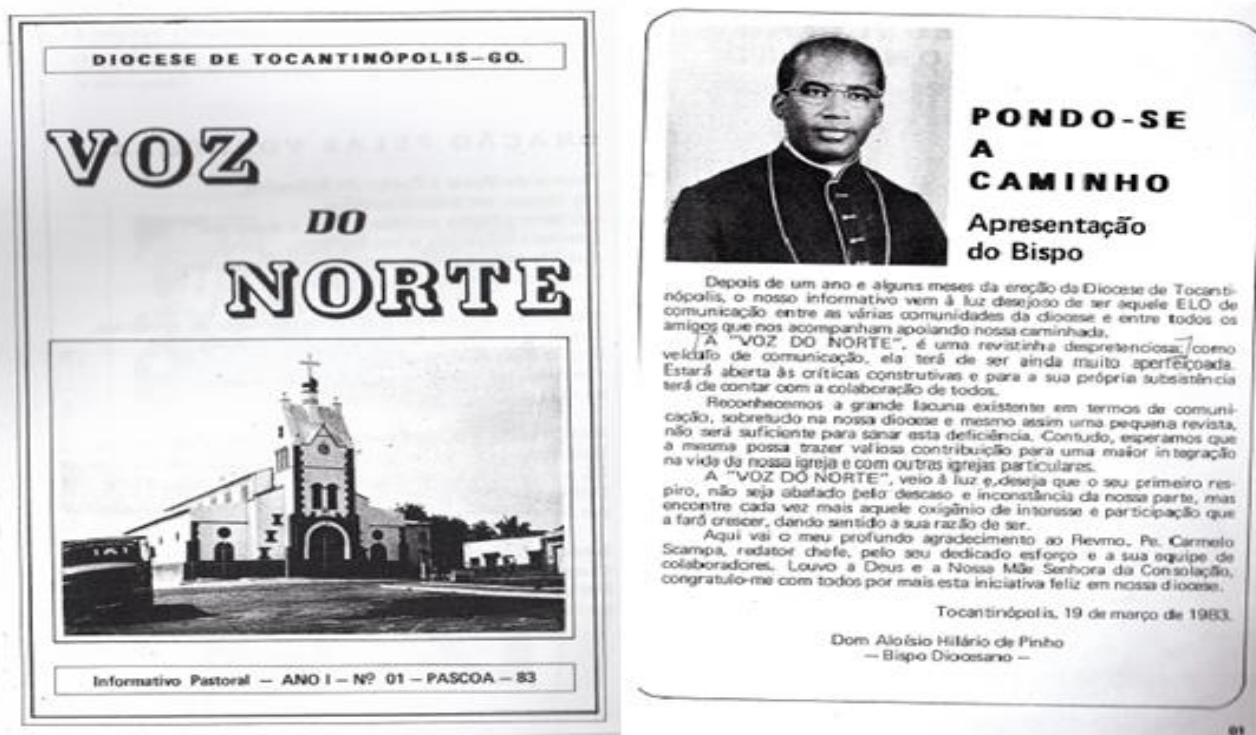 DIOCESE DE TOCANTINÓPOLIS—GO.
VOZ
DO
NORTE
Informativo Pastoral — ANO I — Nº 01 — PASCOA — 83
PONDO-SE
A
CAMINHO
Apresentação
do Bispo
Depois de um ano e alguns meses da ereção da Diocese de Tocanti-
nópolis, o nosso informativo vem à luz desejoso de ser aquele ELO de
comunicação entre as várias comunidades da diocese e entre todos os
amigos que nos acompanham apoiando nossa caminhada.
A "VOZ DO NORTE", é uma revistinha despretenciosa; como
veículo de comunicação, ela terá de ser ainda muito aperfeiçoada.
Estará aberta às críticas construtivas e para a sua própria subsistência
terá de contar com a colaboração de todos.
Reconhecemos a grande lacuna existente em termos de comuni-
cação, sobretudo na nossa diocese e mesmo assim uma pequena revista,
não será suficiente para sanar esta deficiência. Contudo, esperamos que
a mesma possa trazer valiosa contribuição para uma maior integração
na vida da nossa igreja e com outras igrejas particulares.
A "VOZ DO NORTE", veio à luz e deseja que o seu primeiro res-
piro, não seja abafado pelo descaso e inconstância da nossa parte, mas
encontre cada vez mais aquele oxigênio de interesse e participação que
a fará crescer, dando sentido a sua razão de ser.
Aqui vai o meu profundo agradecimento ao Revmo. Pe. Carmelo
Scampa, redator chefe, pelo seu dedicado esforço e a sua equipe de
colaboradores. Louvo a Deus e a Nossa Mãe Senhora da Consolação,
congratulo-me com todos por mais esta iniciativa feliz em nossa diocese.
Tocantinópolis, 19 de março de 1983.
Dom Aloísio Hillário de Pinho
— Bispo Diocesano —
01